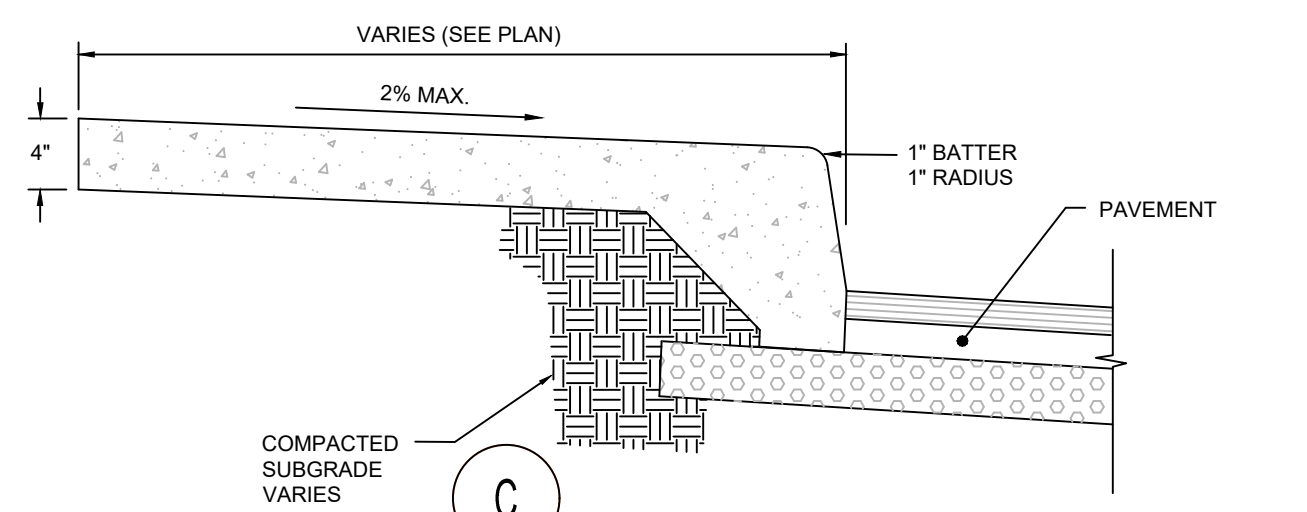 VARIES (SEE PLAN)
2% MAX.
4"
1" BATTER
1" RADIUS
PAVEMENT
COMPACTED
SUBGRADE
VARIES
C